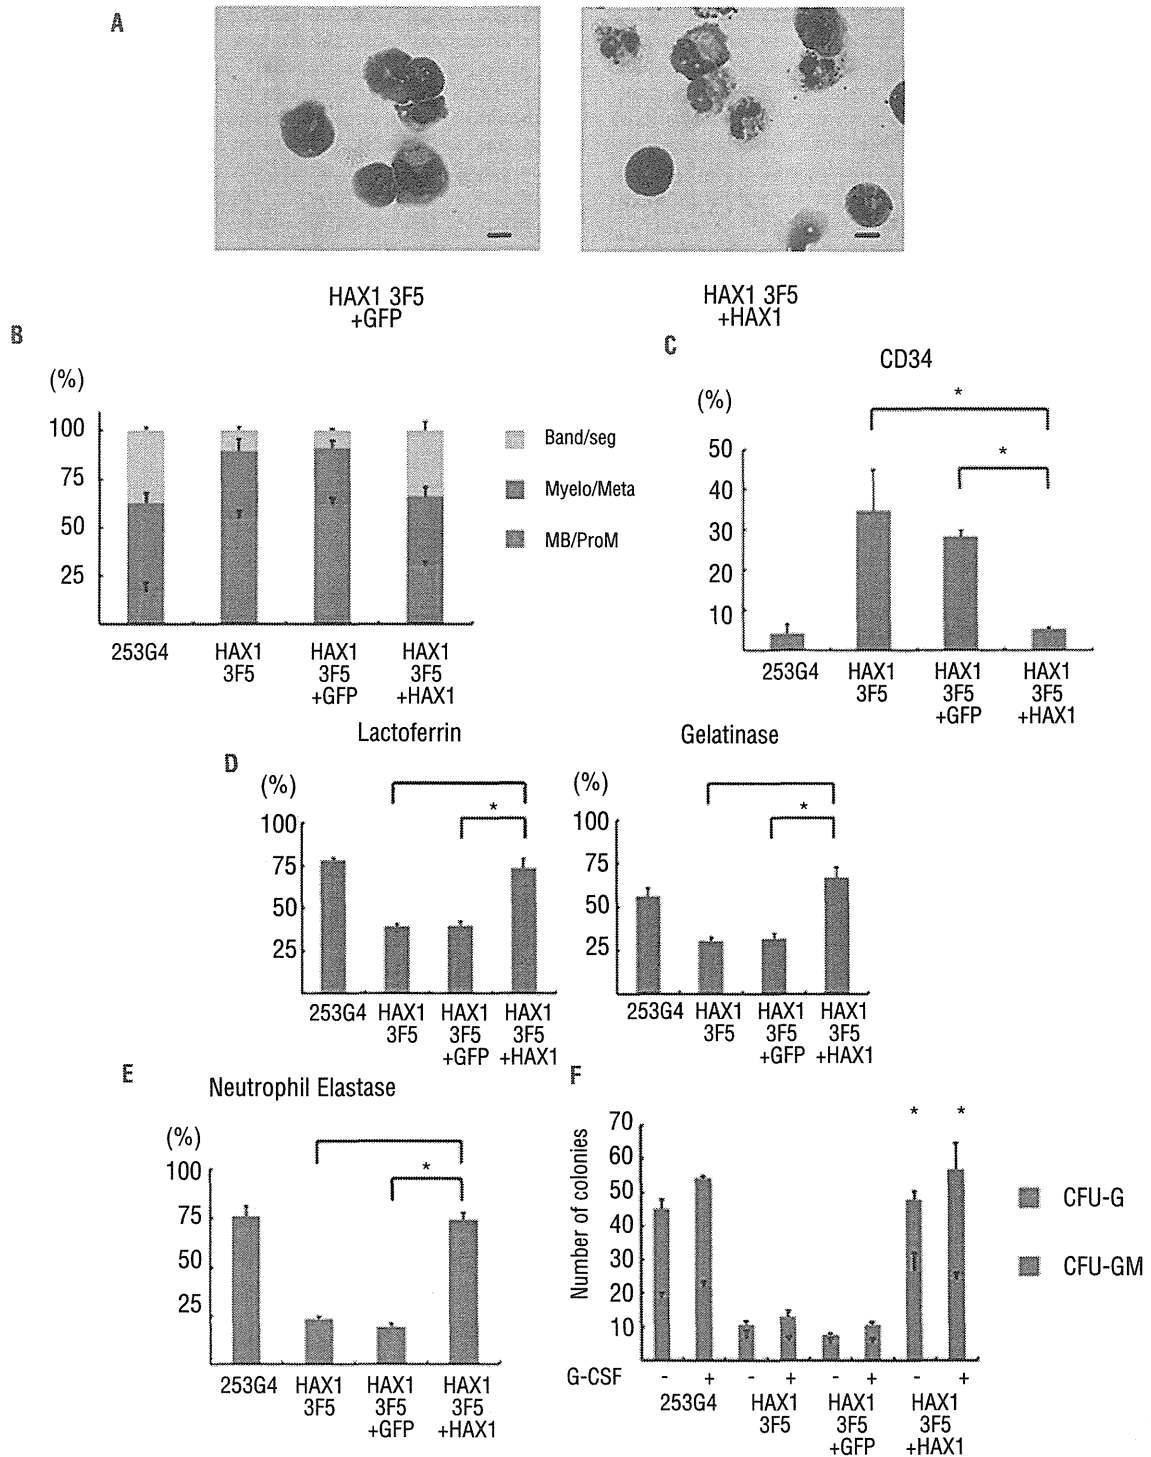 A
HAX1 3F5
+GFP
HAX1 3F5
+HAX1
B
(%)
100
75
50
25
253G4
HAX1
3F5
HAX1
3F5
+GFP
HAX1
3F5
+HAX1
Band/seg
Myelo/Meta
MB/ProM
C
CD34
(%)
50
40
30
20
10
*
*
253G4
HAX1
3F5
HAX1
3F5
+GFP
HAX1
3F5
+HAX1
D
Lactoferrin
(%)
100
75
50
25
*
253G4
HAX1
3F5
HAX1
3F5
+GFP
HAX1
3F5
+HAX1
Gelatinase
(%)
100
75
50
25
*
253G4
HAX1
3F5
HAX1
3F5
+GFP
HAX1
3F5
+HAX1
E
Neutrophil Elastase
(%)
100
75
50
25
*
253G4
HAX1
3F5
HAX1
3F5
+GFP
HAX1
3F5
+HAX1
F
Number of colonies
70
60
50
40
30
20
10
* *
G-CSF - + - + - + - +
253G4
HAX1
3F5
HAX1
3F5
+GFP
HAX1
3F5
+HAX1
CFU-G
CFU-GM